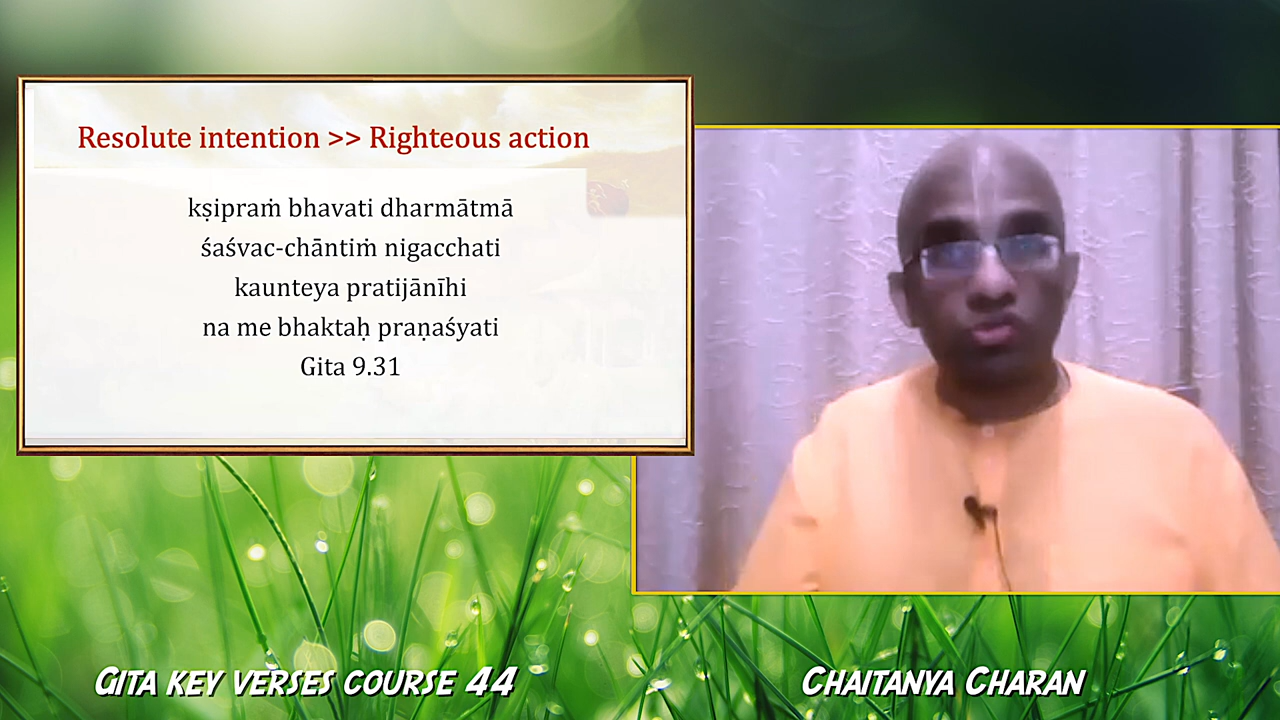 Resolute intention >> Righteous action
kṣipraṁ bhavati dharmātmā
śaśvac-chāntiṁ nigacchati
kaunteya pratijānīhi
na me bhaktaḥ praṇaśyati
Gita 9.31
Gita key verses course 44
Chaitanya Charan